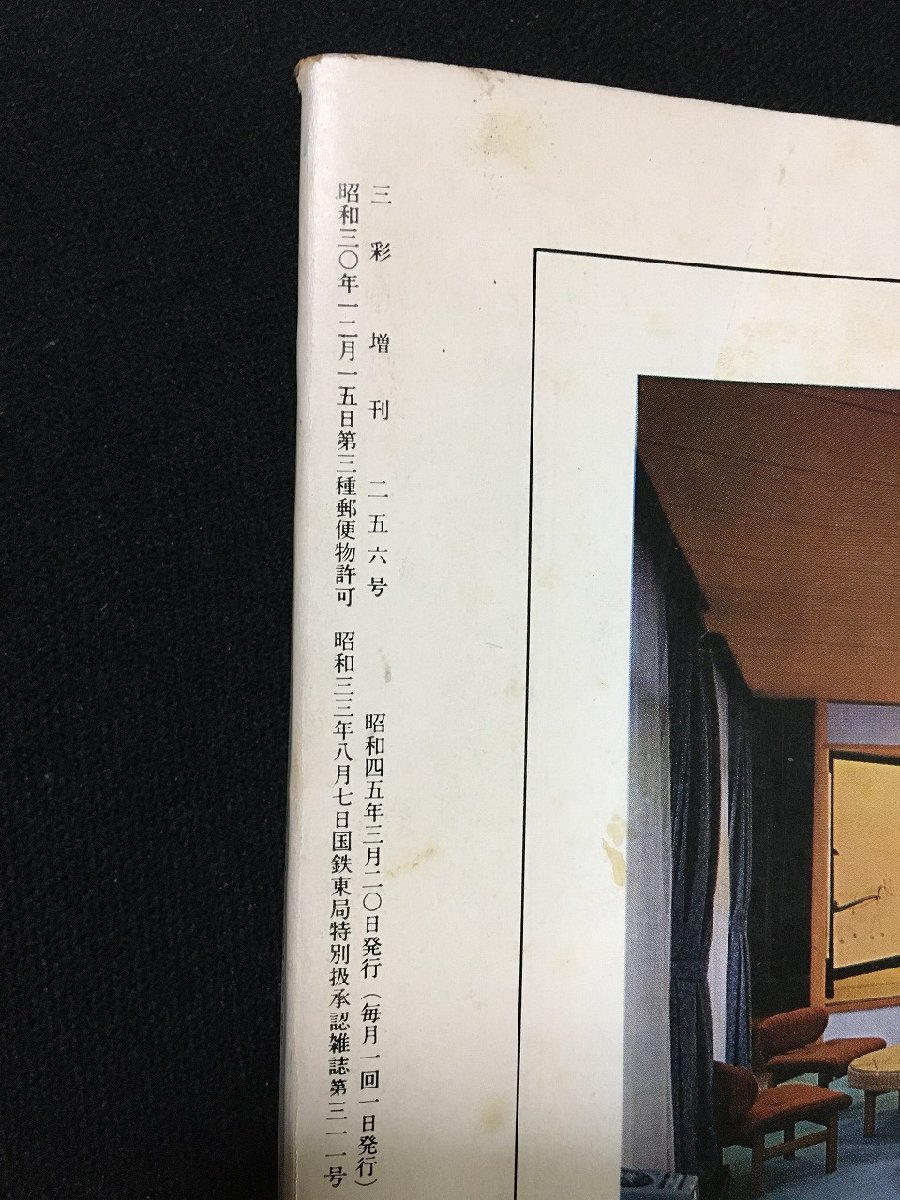 三彩増刊 二五六号 昭和四五年三月二〇日発行(毎月一回一日発行)
昭和三〇年一二月一五日第三種郵便物許可 昭和三三年八月七日国鉄東局特別扱承認雑誌第三一一号